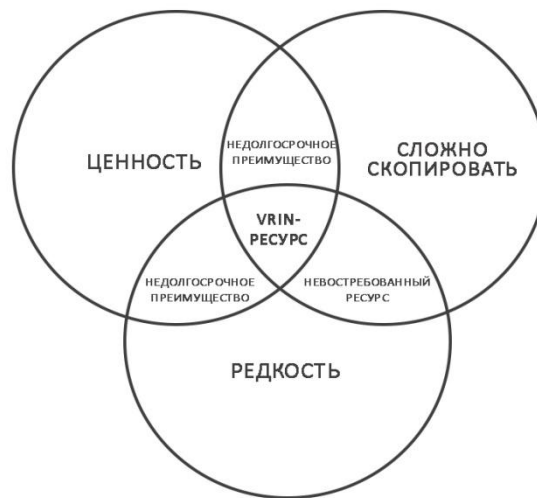 НЕДОЛГОСРОЧНОЕ
ПРЕИМУЩЕСТВО
ЦЕННОСТЬ
СЛОЖНО
СКОПИРОВАТЬ
VRIN-
РЕСУРС
НЕДОЛГОСРОЧНОЕ
ПРЕИМУЩЕСТВО
НЕВОСТРЕБОВАННЫЙ
РЕСУРС
РЕДКОСТЬ